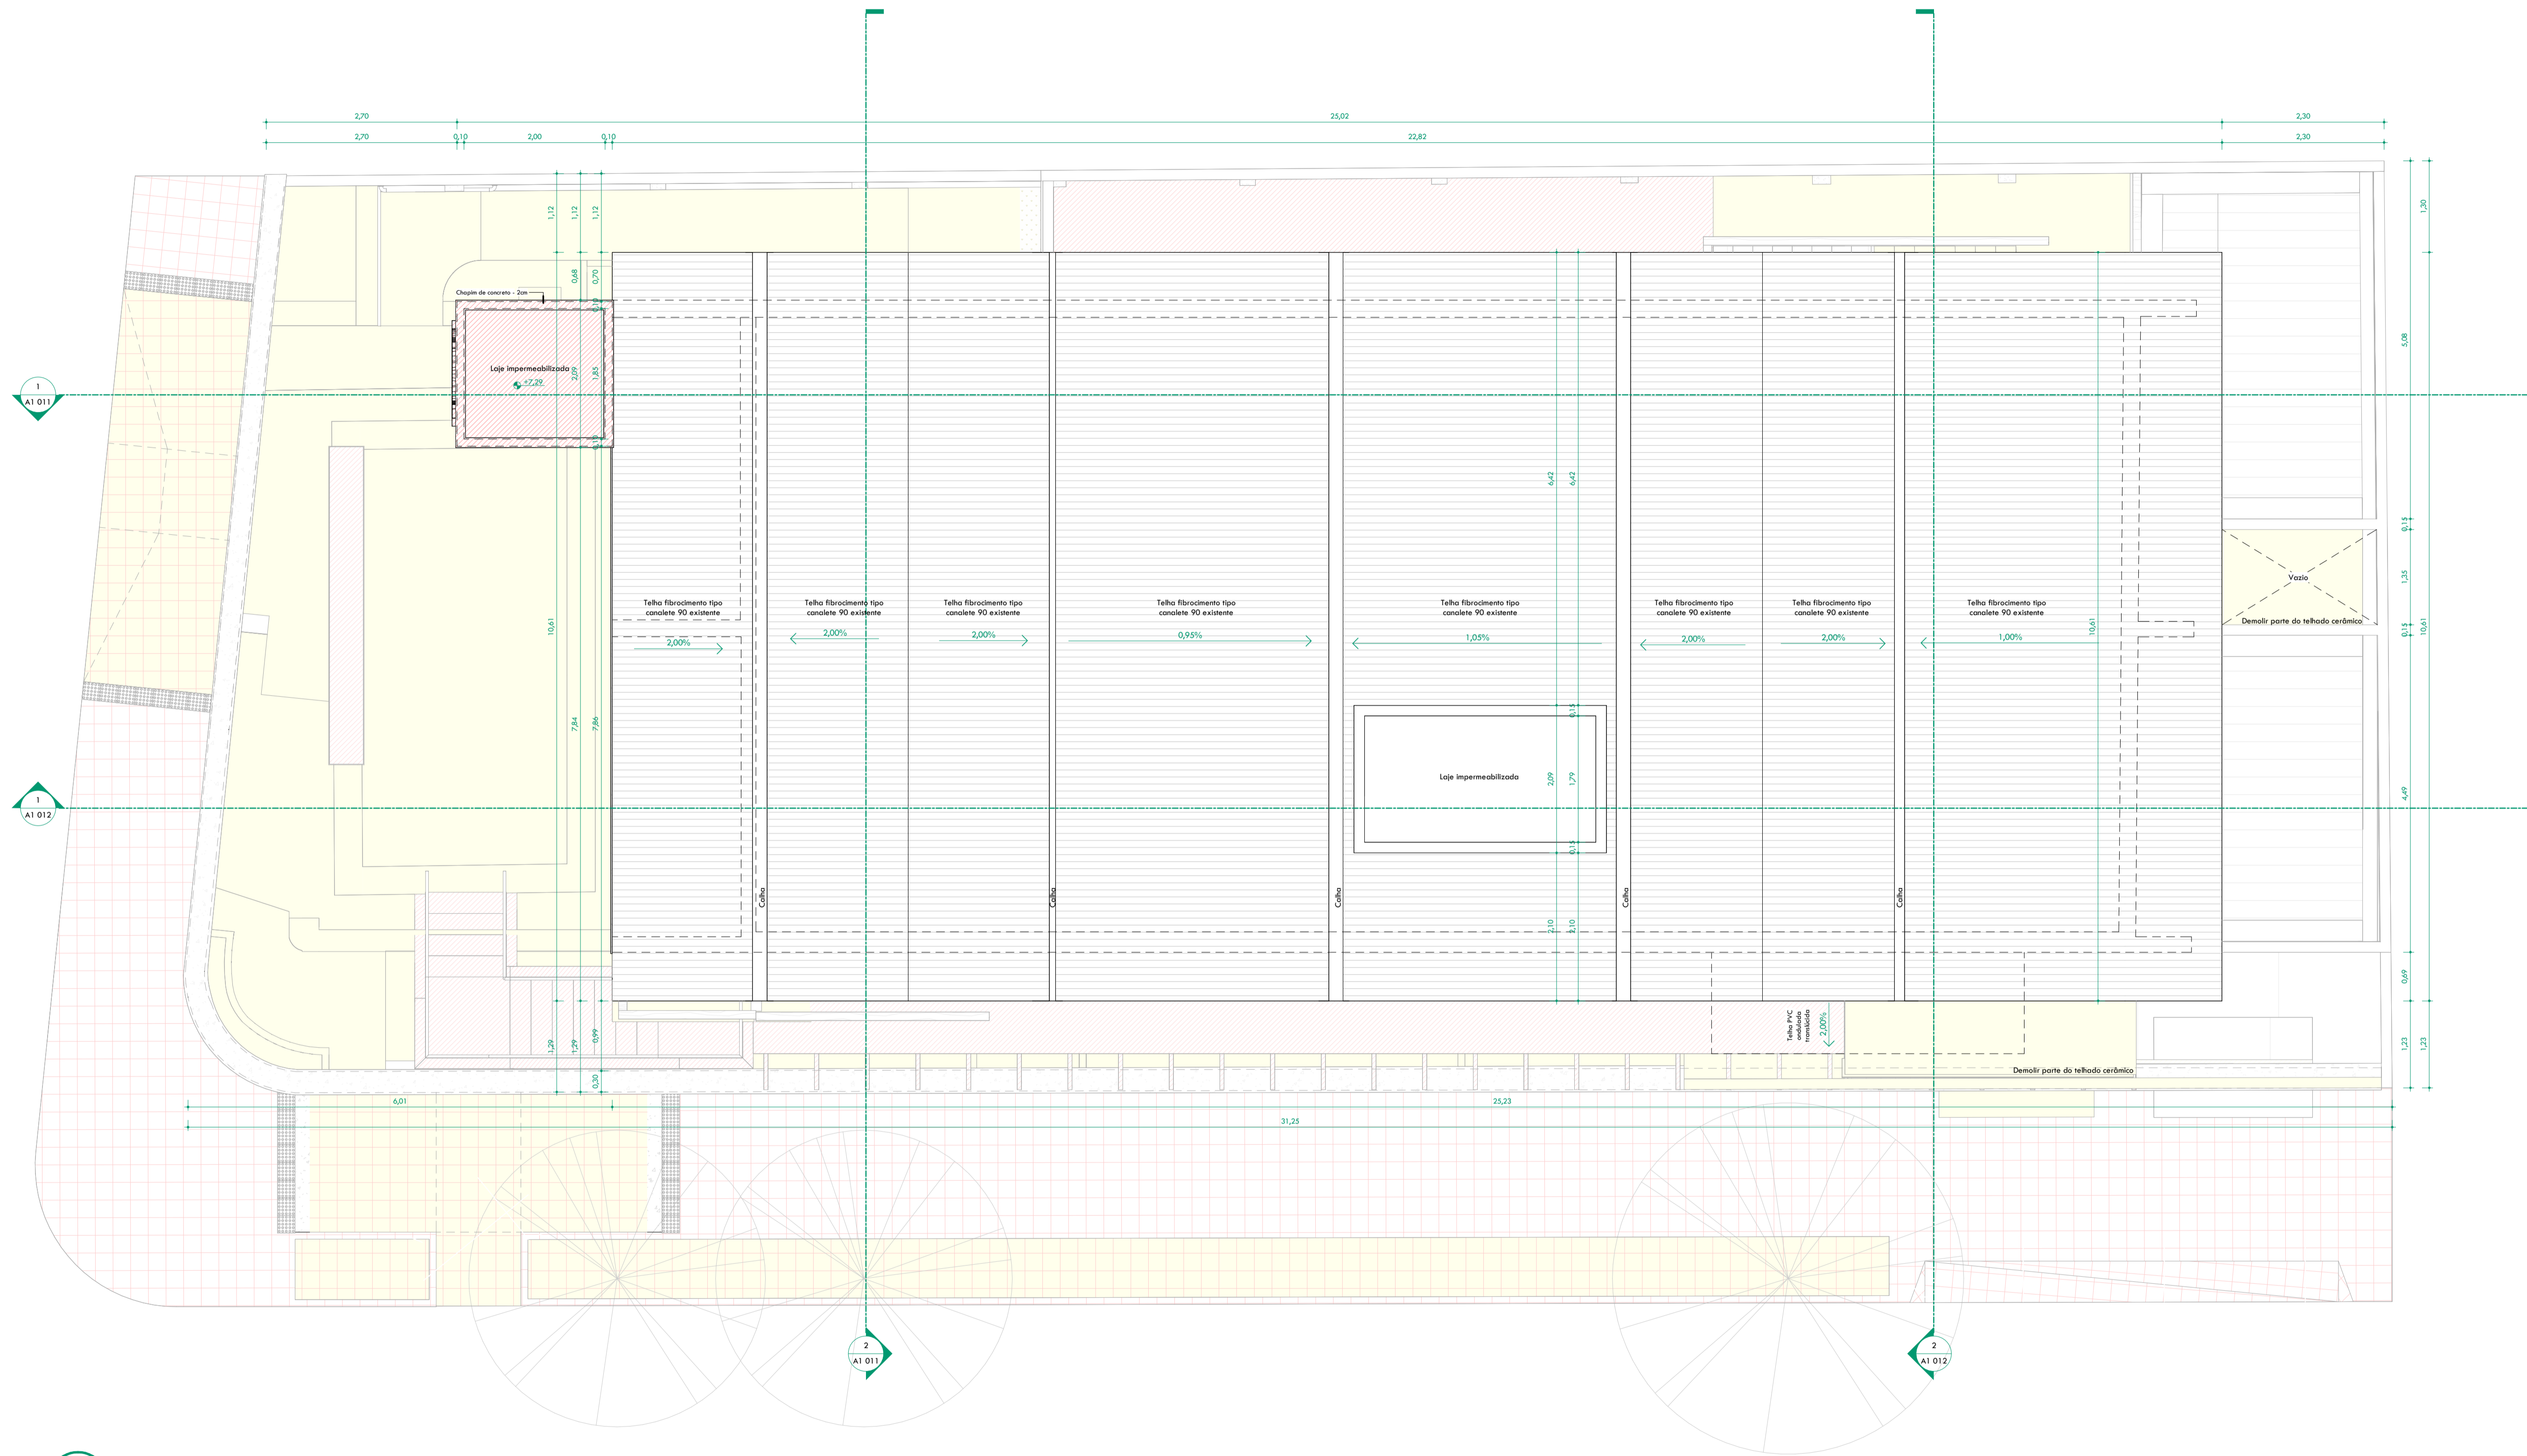 2,70
25,02
2,30
2,70
0,10
2,00
0,10
22,82
2,30
1,12
1,12
1,12
1,30
0,68
0,70
Chapim de concreto - 2cm
0,10
Laje impermeabilizada
+7,29
2,09
1,85
5,08
1
A1 011
0,10
6,42
6,42
0,15
1,35
Vazio
Demolir parte do telhado cerâmico
0,15
10,61
10,61
10,61
Telha fibrocimento tipo
canalete 90 existente
2,00%
Telha fibrocimento tipo
canalete 90 existente
2,00%
Telha fibrocimento tipo
canalete 90 existente
2,00%
Telha fibrocimento tipo
canalete 90 existente
0,95%
Telha fibrocimento tipo
canalete 90 existente
1,05%
Telha fibrocimento tipo
canalete 90 existente
2,00%
Telha fibrocimento tipo
canalete 90 existente
2,00%
Telha fibrocimento tipo
canalete 90 existente
1,00%
7,84
7,86
0,15
Laje impermeabilizada
2,09
1,79
0,15
4,49
1
A1 012
Calha
Calha
Calha
Calha
Calha
2,10
2,10
0,69
1,29
1,29
0,99
0,30
Telha PVC
ondulada
translúcida
2,00%
1,23
1,23
Demolir parte do telhado cerâmico
6,01
25,23
31,25
2
A1 011
2
A1 012